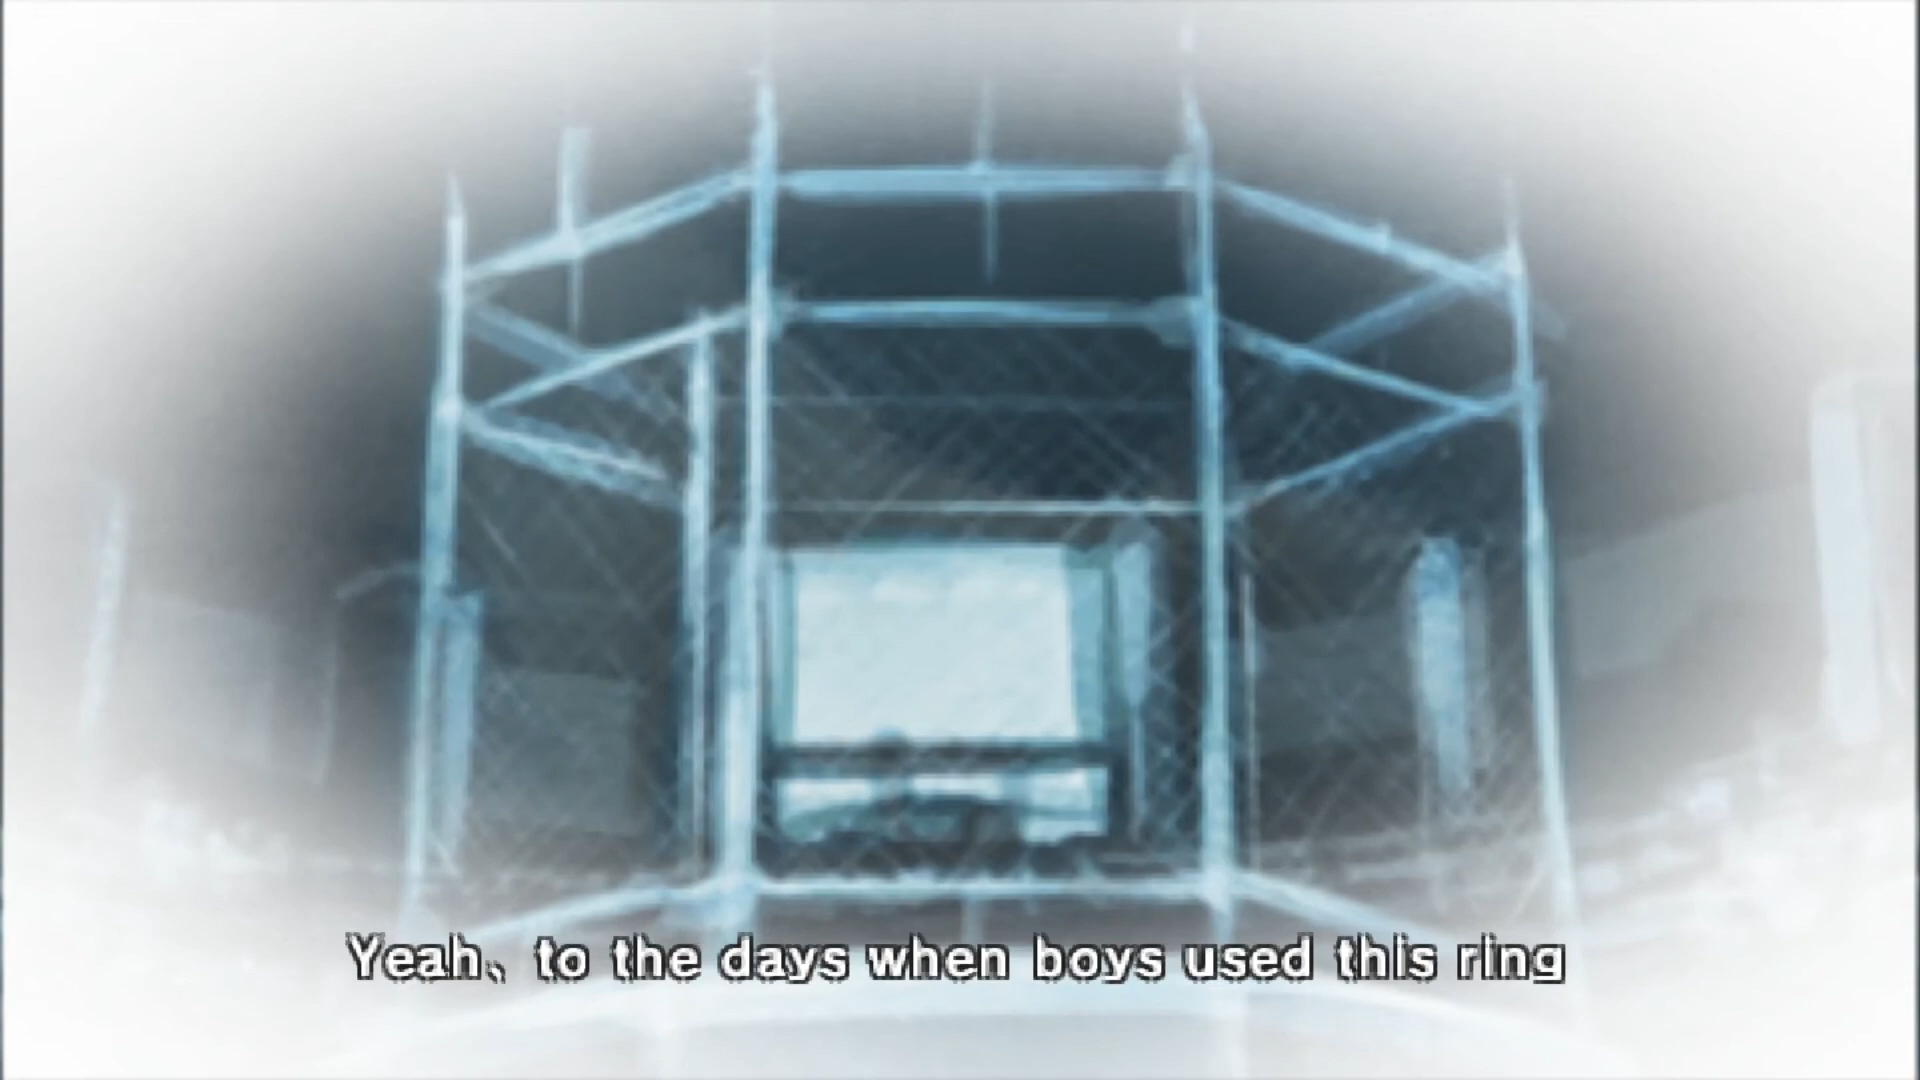 Yeah、 to the days when boys used this ring